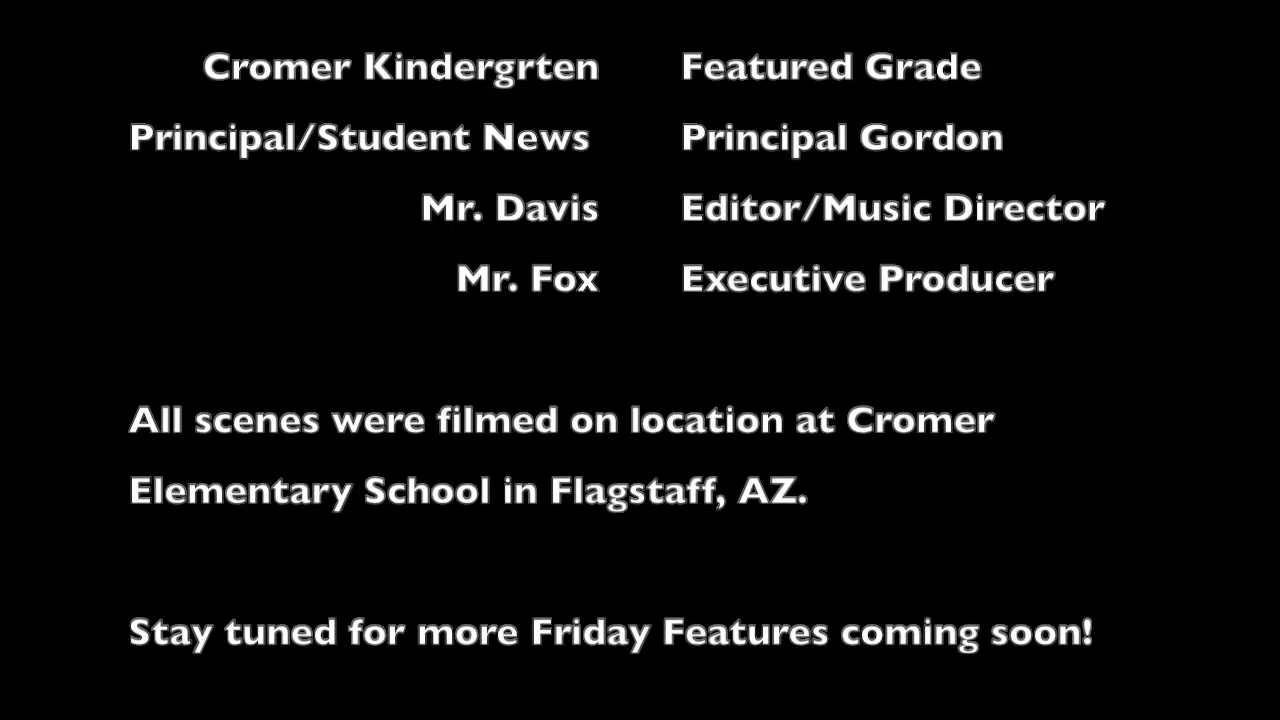 Cromer Kindergrten Featured Grade
Principal/Student News Principal Gordon
Mr. Davis Editor/Music Director
Mr. Fox Executive Producer
All scenes were filmed on location at Cromer
Elementary School in Flagstaff, AZ.
Stay tuned for more Friday Features coming soon!